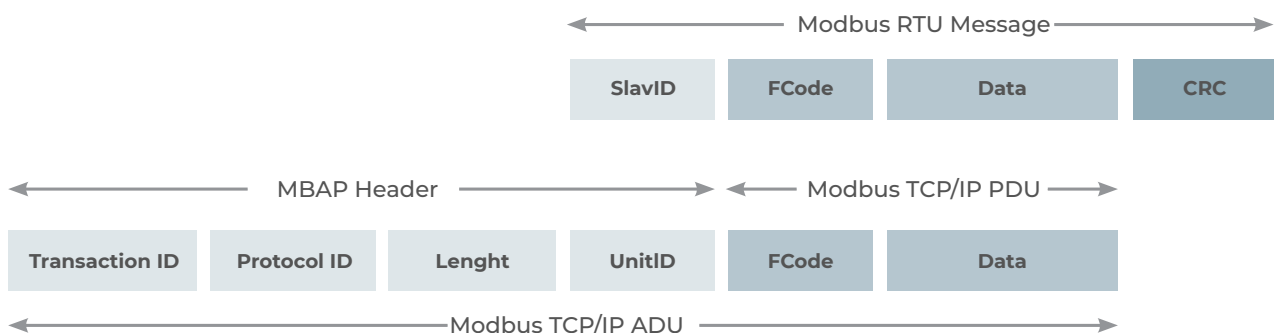 Modbus RTU Message
SlavID FCode Data CRC
MBAP Header Modbus TCP/IP PDU
Transaction ID Protocol ID Lenght UnitID FCode Data
Modbus TCP/IP ADU